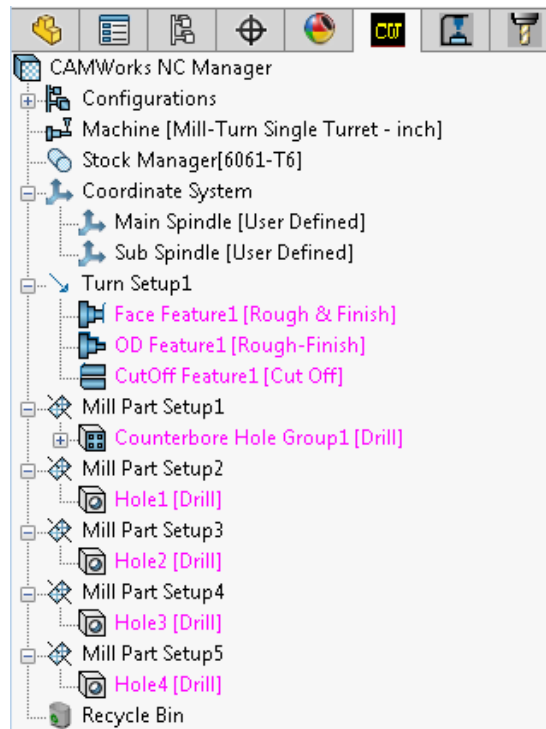 CW
CAMWorks NC Manager
Configurations
Machine [Mill-Turn Single Turret - inch]
Stock Manager[6061-T6]
Coordinate System
Main Spindle [User Defined]
Sub Spindle [User Defined]
Turn Setup1
Face Feature1 [Rough & Finish]
OD Feature1 [Rough-Finish]
CutOff Feature1 [Cut Off]
Mill Part Setup1
Counterbore Hole Group1 [Drill]
Mill Part Setup2
Hole1 [Drill]
Mill Part Setup3
Hole2 [Drill]
Mill Part Setup4
Hole3 [Drill]
Mill Part Setup5
Hole4 [Drill]
Recycle Bin